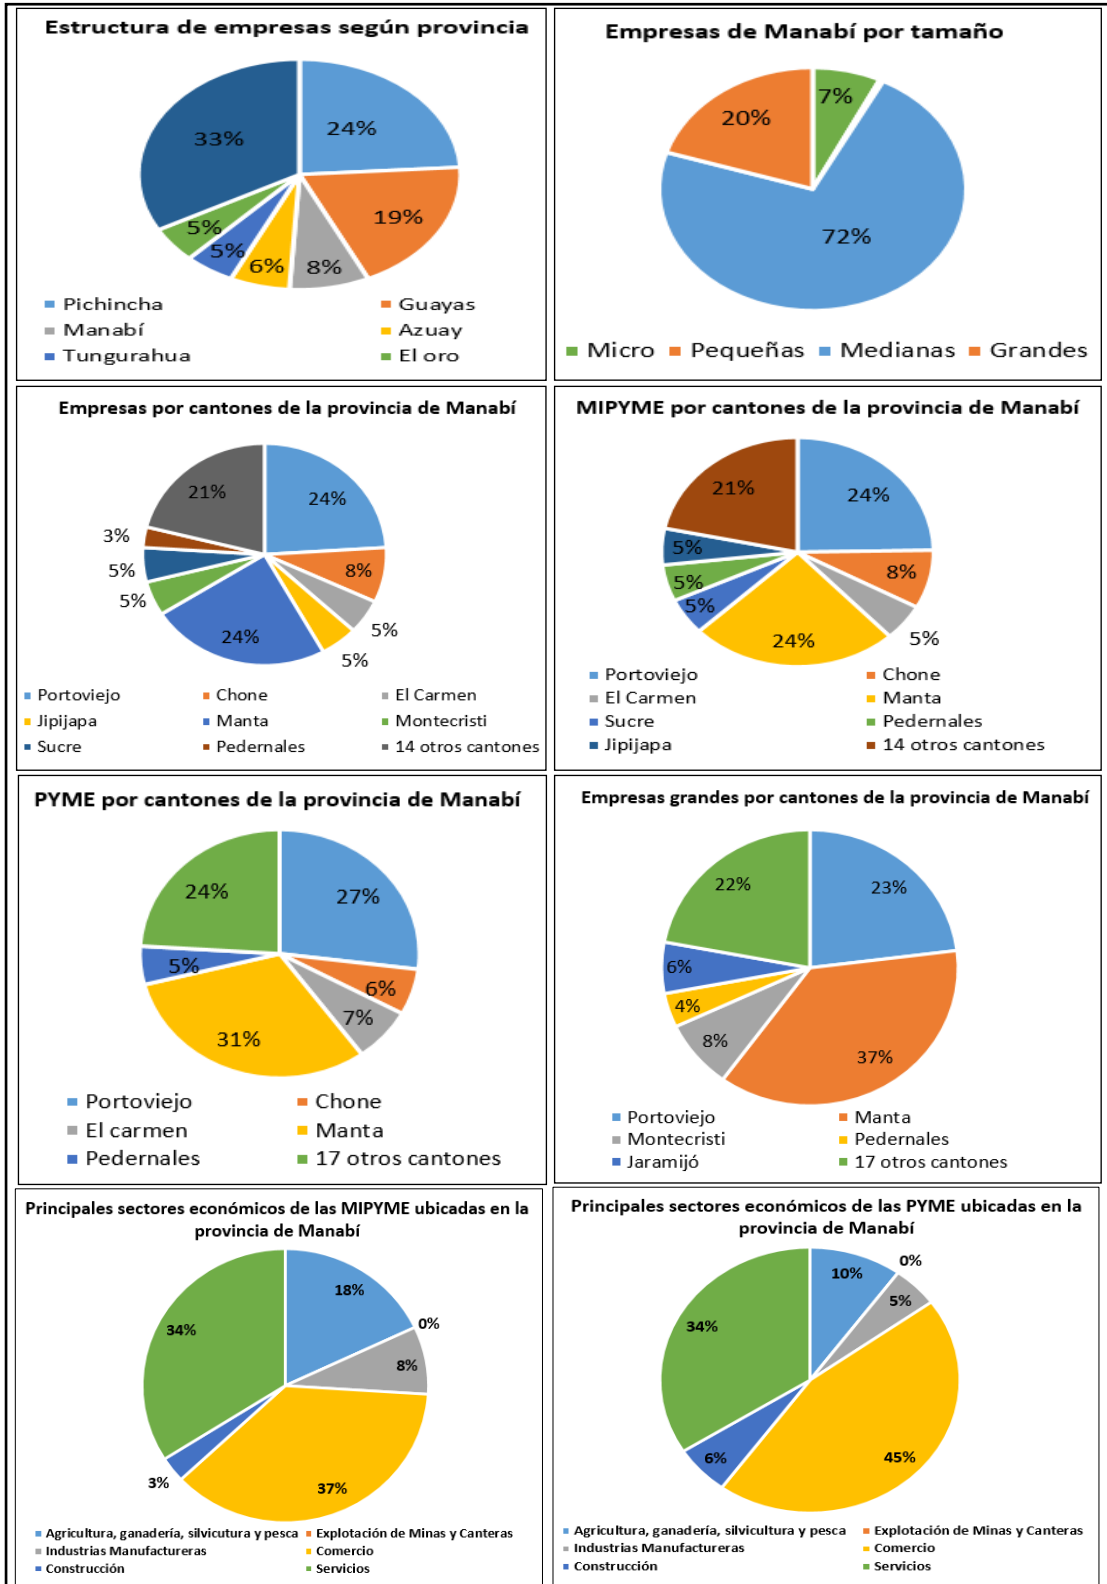 Estructura de empresas según provincia
33%
24%
19%
5%
5%
6%
8%
Pichincha
Guayas
Manabí
Azuay
Tungurahua
El oro
Empresas de Manabí por tamaño
7%
20%
72%
Micro
Pequeñas
Medianas
Grandes
Empresas por cantones de la provincia de Manabí
21%
24%
3%
8%
5%
5%
5%
24%
5%
Portoviejo
Chone
El Carmen
Jipijapa
Manta
Montecristi
Sucre
Pedernales
14 otros cantones
MIPYME por cantones de la provincia de Manabí
21%
24%
5%
8%
5%
5%
24%
5%
Portoviejo
Chone
El Carmen
Manta
Sucre
Pedernales
Jipijapa
14 otros cantones
PYME por cantones de la provincia de Manabí
24%
27%
5%
6%
7%
31%
Portoviejo
Chone
El carmen
Manta
Pedernales
17 otros cantones
Empresas grandes por cantones de la provincia de Manabí
22%
23%
6%
4%
8%
37%
Portoviejo
Manta
Montecristi
Pedernales
Jaramijó
17 otros cantones
Principales sectores económicos de las MIPYME ubicadas en la
provincia de Manabí
18%
0%
34%
8%
3%
37%
Agricultura, ganadería, silvicutura y pesca
Explotación de Minas y Canteras
Industrias Manufactureras
Comercio
Construcción
Servicios
Principales sectores económicos de las PYME ubicadas en la
provincia de Manabí
10%
0%
5%
34%
45%
6%
Agricultura, ganadería, silvicultura y pesca
Explotación de Minas y Canteras
Industrias Manufactureras
Comercio
Construcción
Servicios